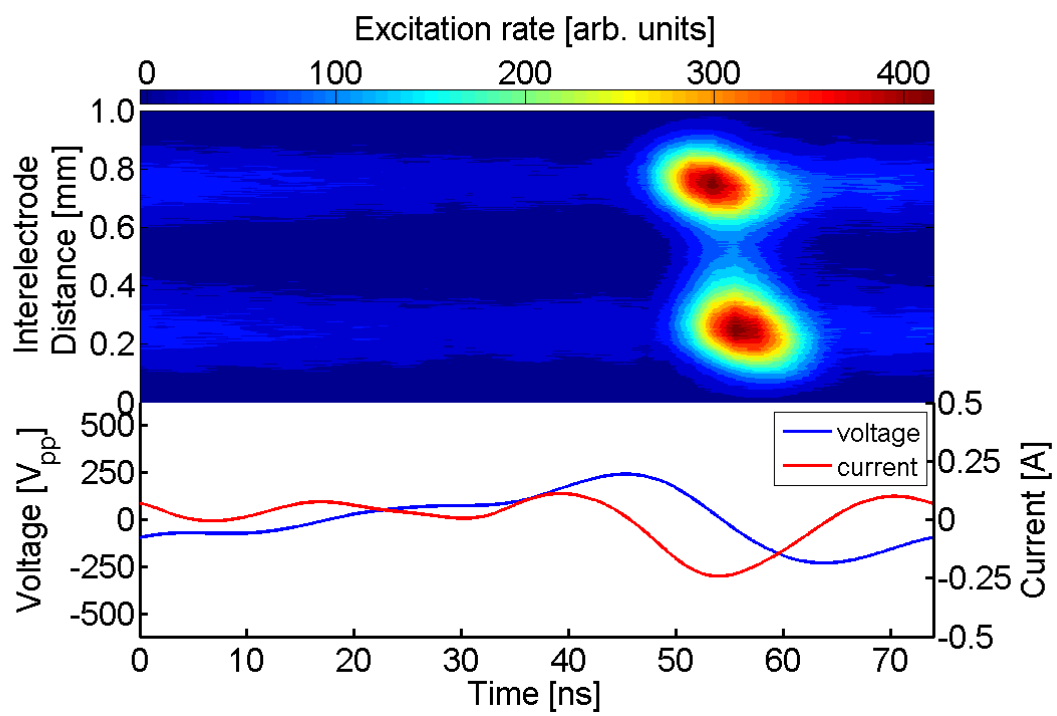 Excitation rate [arb. units]
0 100 200 300 400
Interelectrode
Distance [mm]
1.0
0.8
0.6
0.4
0.2
0
Voltage [Vpp]
500
250
0
-250
-500
voltage
current
0.5
0.25
0
-0.25
-0.5
Current [A]
0 10 20 30 40 50 60 70
Time [ns]